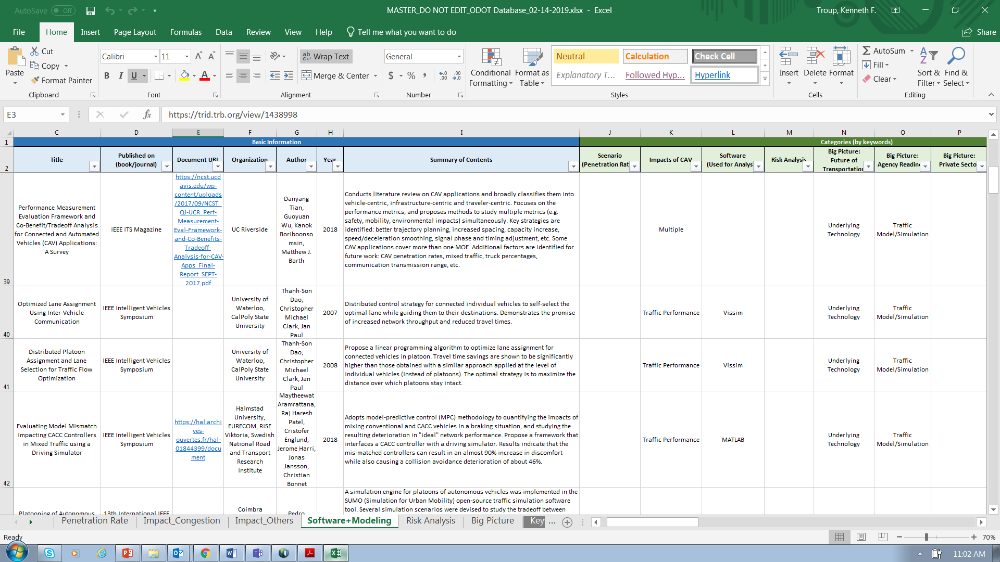 AutoSave Off
MASTER_DO NOT EDIT_ODOT Database_02-14-2019.xlsx - Excel
Troup, Kenneth F.
File Home Insert Page Layout Formulas Data Review View Help Tell me what you want to do Share
Paste
Cut
Copy
Format Painter
Clipboard
Calibri 11
B I U
Font
Wrap Text
Merge & Center
Alignment
General
$ % ,
Number
Conditional
Formatting
Format as
Table
Neutral Calculation Check Cell
Explanatory T... Followed Hyp... Hyperlink
Styles
Insert Delete Format
Cells
AutoSum
Fill
Clear
Sort &
Filter
Find &
Select
Editing
E3
fx
https://trid.trb.org/view/1438998
C D E F G H I J K L M N O P
1 Basic Information Categories (by keywords)
2
Title
Published on
(book/journal)
Document URL
Organization
Author
Year
Summary of Contents
Scenario
(Penetration Rat
Impacts of CAV
Software
(Used for Analys
Risk Analysis
Big Picture:
Future of
Transportation
Big Picture:
Agency Readin
Big Picture:
Private Secto
39
Performance Measurement
Evaluation Framework and
Co-Benefit/Tradeoff Analysis
for Connected and Automated
Vehicles (CAV) Applications:
A Survey
IEEE ITS Magazine
https://ncst.ucd
avis.edu/wp-
content/uploads
/2017/09/NCST_
Qi-UCR_Perf-
Measurement-
Eval-Framework-
and-Co-Benefits-
Tradeoff-
Analysis-for-CAV-
Apps_Final-
Report_SEPT-
2017.pdf
UC Riverside
Danyang
Tian,
Guoyuan
Wu, Kanok
Boriboonso
msin,
Matthew J.
Barth
2018
Conducts literature review on CAV applications and broadly classifies them into
vehicle-centric, infrastructure-centric and traveler-centric. Focuses on the
performance metrics, and proposes methods to study multiple metrics (e.g.
safety, mobility, environmental impacts) simultaneously. Key strategies are
identified: better trajectory planning, increased spacing, capacity increase,
speed/deceleration smoothing, signal phase and timing adjustment, etc. Some
CAV applications cover more than one MOE. Additional factors are identified for
future work: CAV penetration rates, mixed traffic, truck percentages,
communication transmission range, etc.
Multiple
Underlying
Technology
Traffic
Model/Simulation
40
Optimized Lane Assignment
Using Inter-Vehicle
Communication
IEEE Intelligent Vehicles
Symposium
University of
Waterloo,
CalPoly State
University
Thanh-Son
Dao,
Christopher
Michael
Clark, Jan
Paul
2007
Distributed control strategy for connected individual vehicles to self-select the
optimal lane while guiding them to their destinations. Demonstrates the promise
of increased network throughput and reduced travel times.
Traffic Performance
Vissim
Underlying
Technology
Traffic
Model/Simulation
41
Distributed Platoon
Assignment and Lane
Selection for Traffic Flow
Optimization
IEEE Intelligent Vehicles
Symposium
University of
Waterloo,
CalPoly State
University
Thanh-Son
Dao,
Christopher
Michael
Clark, Jan
Paul
2008
Propose a linear programming algorithm to optimize lane assignment for
connected vehicles in platoon. Travel time savings are shown to be significantly
higher than those obtained with a similar approach applied at the level of
individual vehicles (instead of platoons). The optimal strategy is to maximize the
distance over which platoons stay intact.
Traffic Performance
Vissim
Underlying
Technology
Traffic
Model/Simulation
42
Evaluating Model Mismatch
Impacting CACC Controllers
in Mixed Traffic using a
Driving Simulator
IEEE Intelligent Vehicles
Symposium
https://hal.archi
ves-
ouvertes.fr/hal-
01844399/docu
ment
Halmstad
University,
EURECOM, RISE
Viktoria, Swedish
National Road
and Transport
Research
Institute
Maytheewat
Aramrattana,
Raj Haresh
Patel,
Cristofer
Englund,
Jerome Harri,
Jonas
Jansson,
Christian
Bonnet
2018
Adopts model-predictive control (MPC) methodology to quantifying the impacts of
mixing conventional and CACC vehicles in a braking situation, and studying the
resulting deterioration in "ideal" network performance. Propose a framework that
interfaces a CACC controller with a driving simulator. Results indicate that the
mis-matched controllers can result in an almost 90% increase in discomfort
while also causing a collision avoidance deterioration of about 46%.
Traffic Performance
MATLAB
Underlying
Technology
Traffic
Model/Simulation
Platooning of Autonomous
13th International IEEE
Coimbra
Pedro
A simulation engine for platoons of autonomous vehicles was implemented in the
SUMO (Simulation for Urban Mobility) open-source traffic simulation software
tool. Several simulation scenarios were devised to study the tradeoff between
Penetration Rate Impact_Congestion Impact_Others Software+Modeling Risk Analysis Big Picture Key ...
Ready
70%
11:02 AM